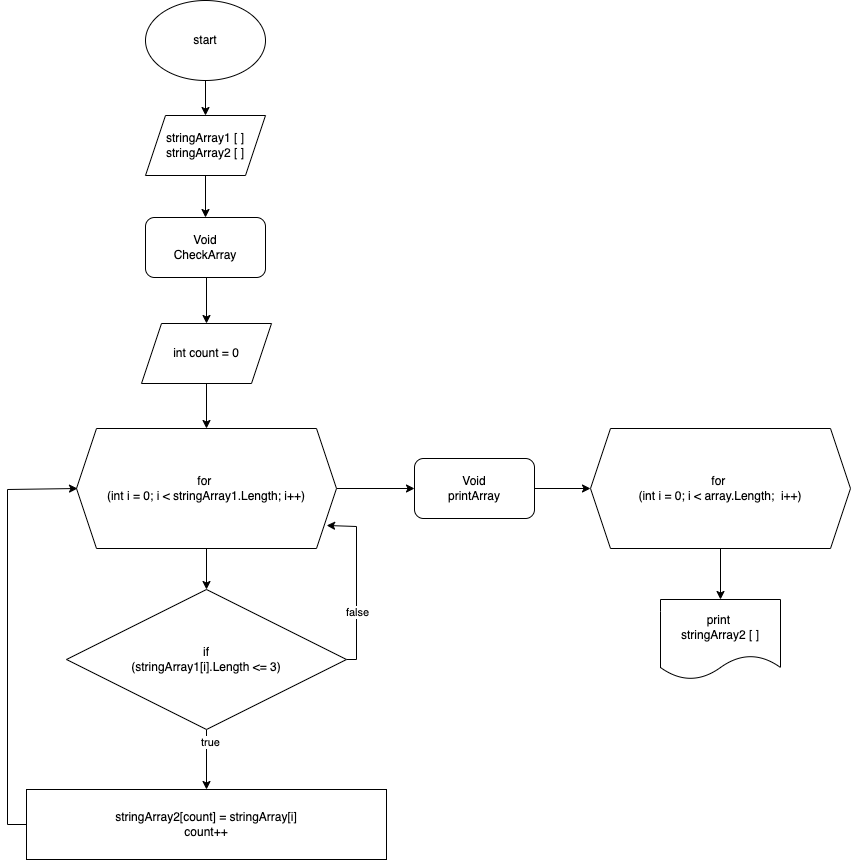 start
stringArray1 [ ]
stringArray2 [ ]
Void
CheckArray
int count = 0
for
(int i = 0; i < stringArray1.Length; i++)
Void
printArray
for
(int i = 0; i < array.Length;  i++)
false
print
stringArray2 [ ]
if
(stringArray1[i].Length <= 3)
true
stringArray2[count] = stringArray[i]
count++